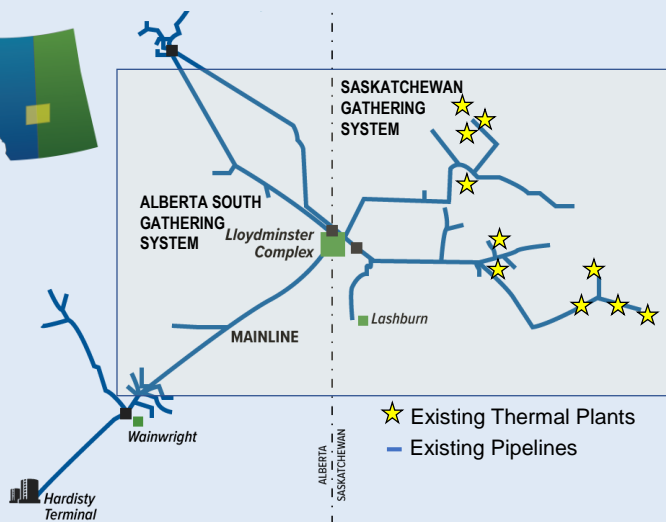 SASKATCHEWAN
GATHERING
SYSTEM
ALBERTA SOUTH
GATHERING
SYSTEM
Lloydminster
Complex
Lashburn
MAINLINE
Existing Thermal Plants
Existing Pipelines
Wainwright
ALBERTA
SASKATCHEWAN
Hardisty
Terminal